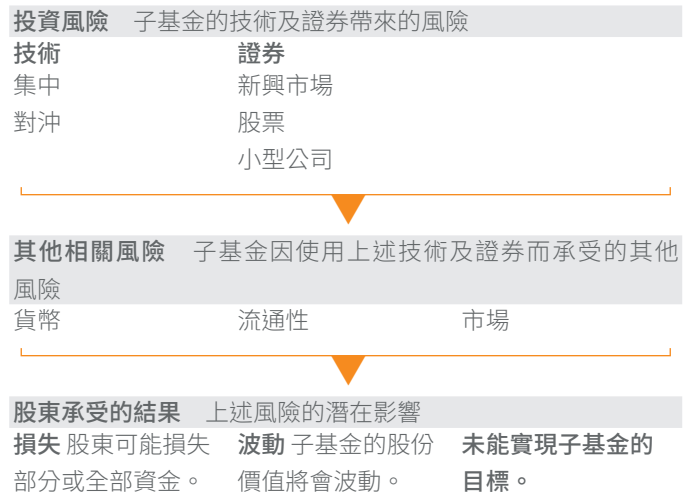 投資風險 子基金的技術及證券帶來的風險
技術 證券
集中 新興市場
對沖 股票
小型公司
其他相關風險 子基金因使用上述技術及證券而承受的其他
風險
貨幣 流通性 市場
股東承受的結果 上述風險的潛在影響
損失 股東可能損失 波動 子基金的股份 未能實現子基金的
部分或全部資金。 價值將會波動。 目標。